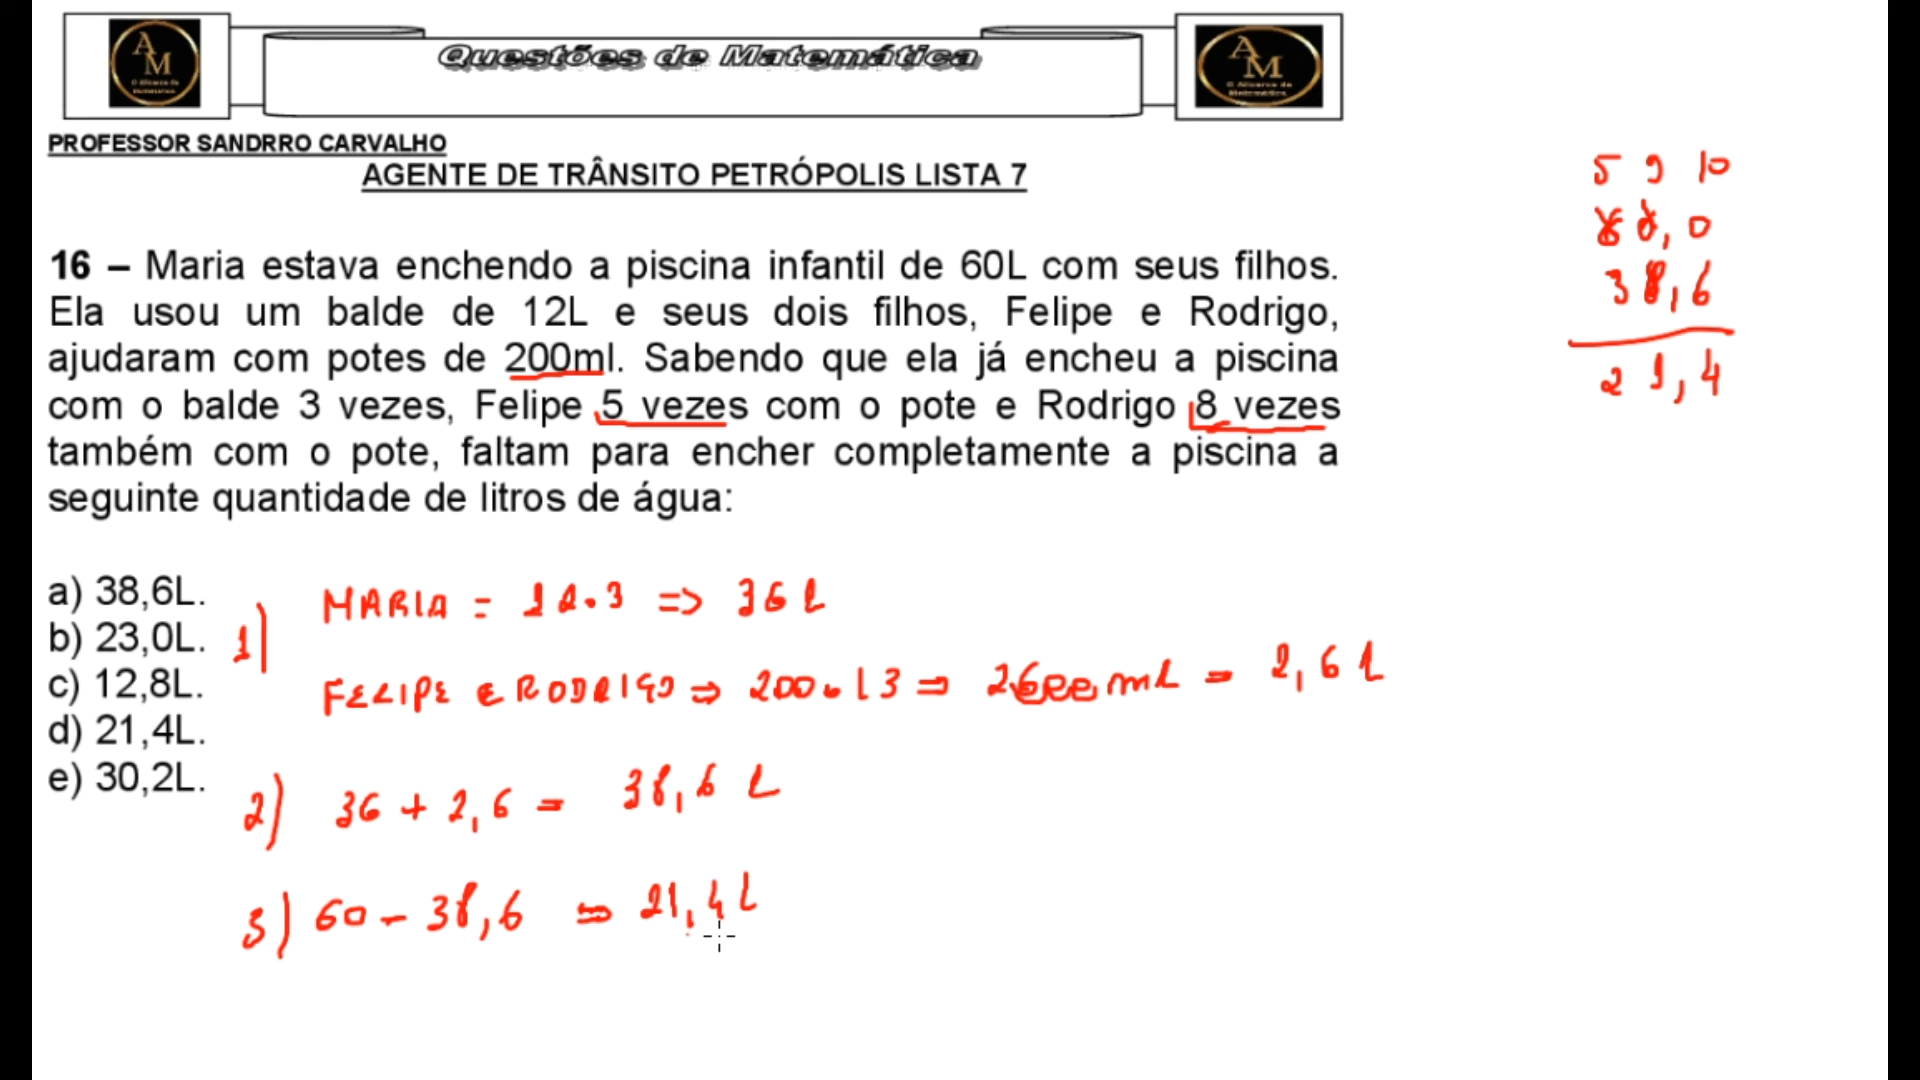 A M
O Alicerce da
Matemática
Questões de Matemática
A M
O Alicerce da
Matemática
PROFESSOR SANDRRO CARVALHO
AGENTE DE TRÂNSITO PETRÓPOLIS LISTA 7
5 9 10
60,0
38,6
21,4
16 – Maria estava enchendo a piscina infantil de 60L com seus filhos.
Ela usou um balde de 12L e seus dois filhos, Felipe e Rodrigo,
ajudaram com potes de 200ml. Sabendo que ela já encheu a piscina
com o balde 3 vezes, Felipe 5 vezes com o pote e Rodrigo 8 vezes
também com o pote, faltam para encher completamente a piscina a
seguinte quantidade de litros de água:
a) 38,6L.
b) 23,0L.
c) 12,8L.
d) 21,4L.
e) 30,2L.
1) MARIA = 12.3 => 36 L
FELIPE E RODRIGO => 200.13 => 2600 mL = 2,6 L
2) 36 + 2,6 = 38,6 L
3) 60 - 38,6 => 21,4 L